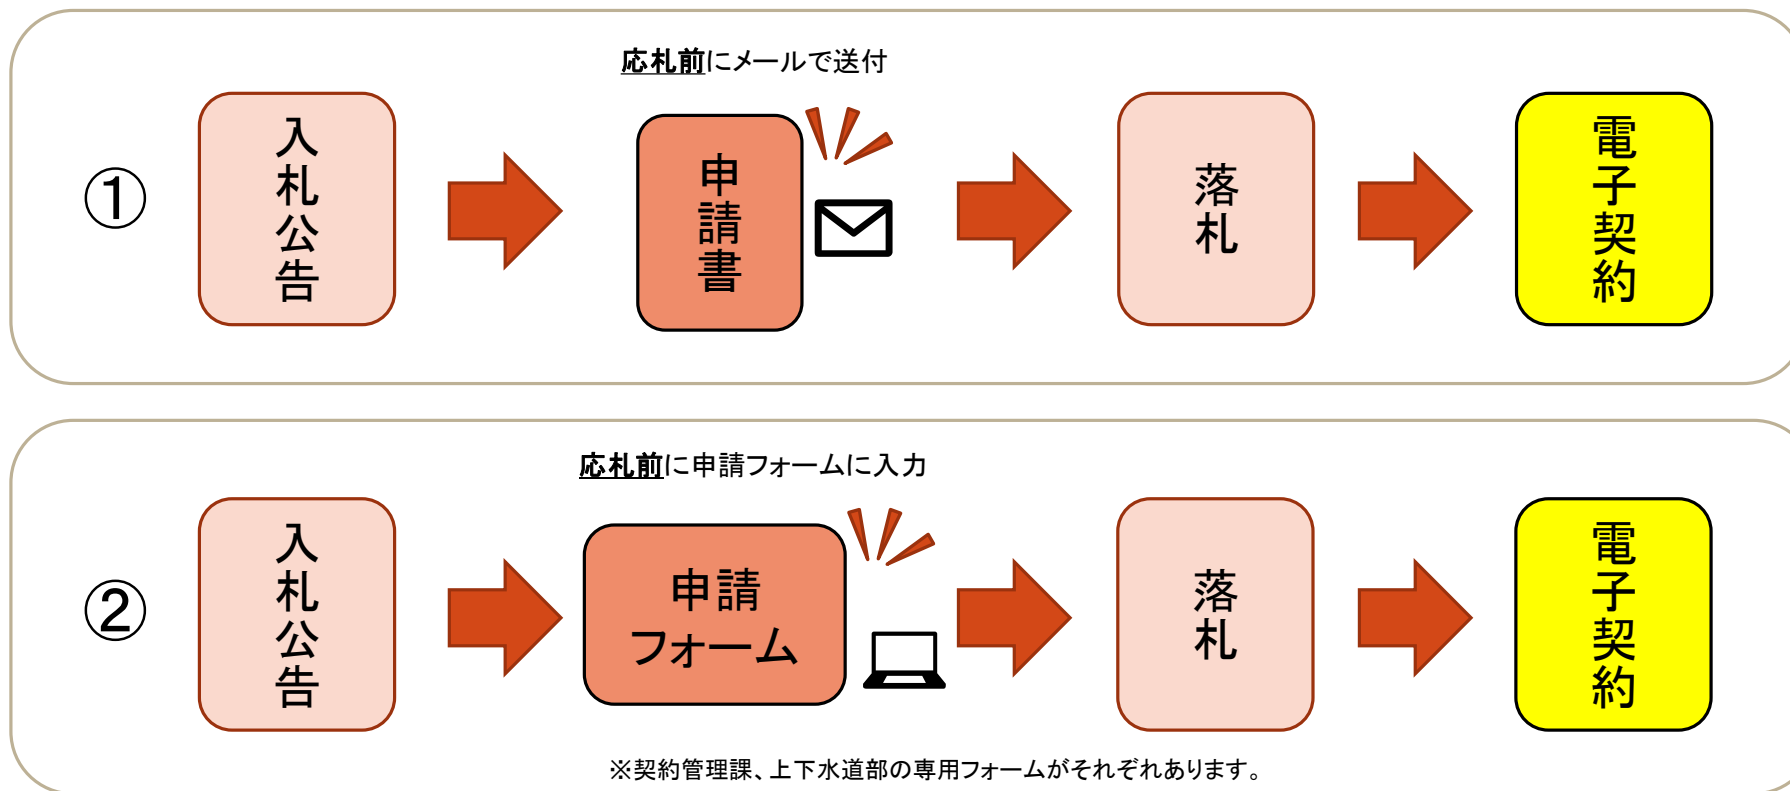 応札前にメールで送付
①
入札公告
申請書
落札
電子契約
応札前に申請フォームに入力
②
入札公告
申請
フォーム
落札
電子契約
※契約管理課、上下水道部の専用フォームがそれぞれあります。